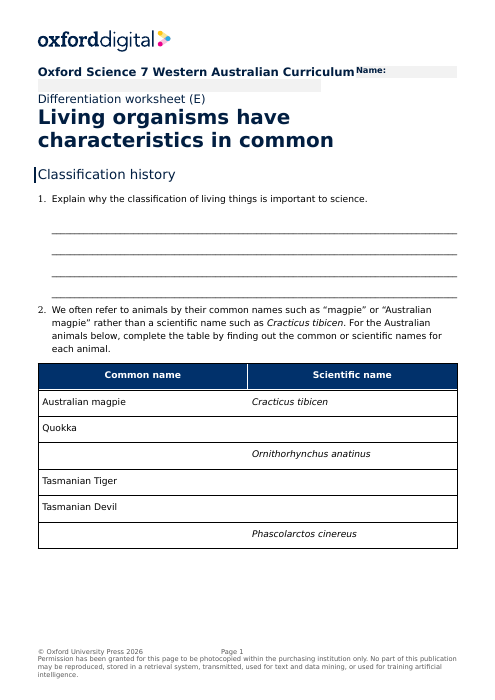 oxforddigital
Oxford Science 7 Western Australian Curriculum Name:
Differentiation worksheet (E)
Living organisms have
characteristics in common
Classification history
1. Explain why the classification of living things is important to science.
2. We often refer to animals by their common names such as “magpie” or “Australian
magpie” rather than a scientific name such as Cracticus tibicen. For the Australian
animals below, complete the table by finding out the common or scientific names for
each animal.
Common name Scientific name
Australian magpie Cracticus tibicen
Quokka
Ornithorhynchus anatinus
Tasmanian Tiger
Tasmanian Devil
Phascolarctos cinereus
© Oxford University Press 2026 Page 1
Permission has been granted for this page to be photocopied within the purchasing institution only. No part of this publication
may be reproduced, stored in a retrieval system, transmitted, used for text and data mining, or used for training artificial
intelligence.